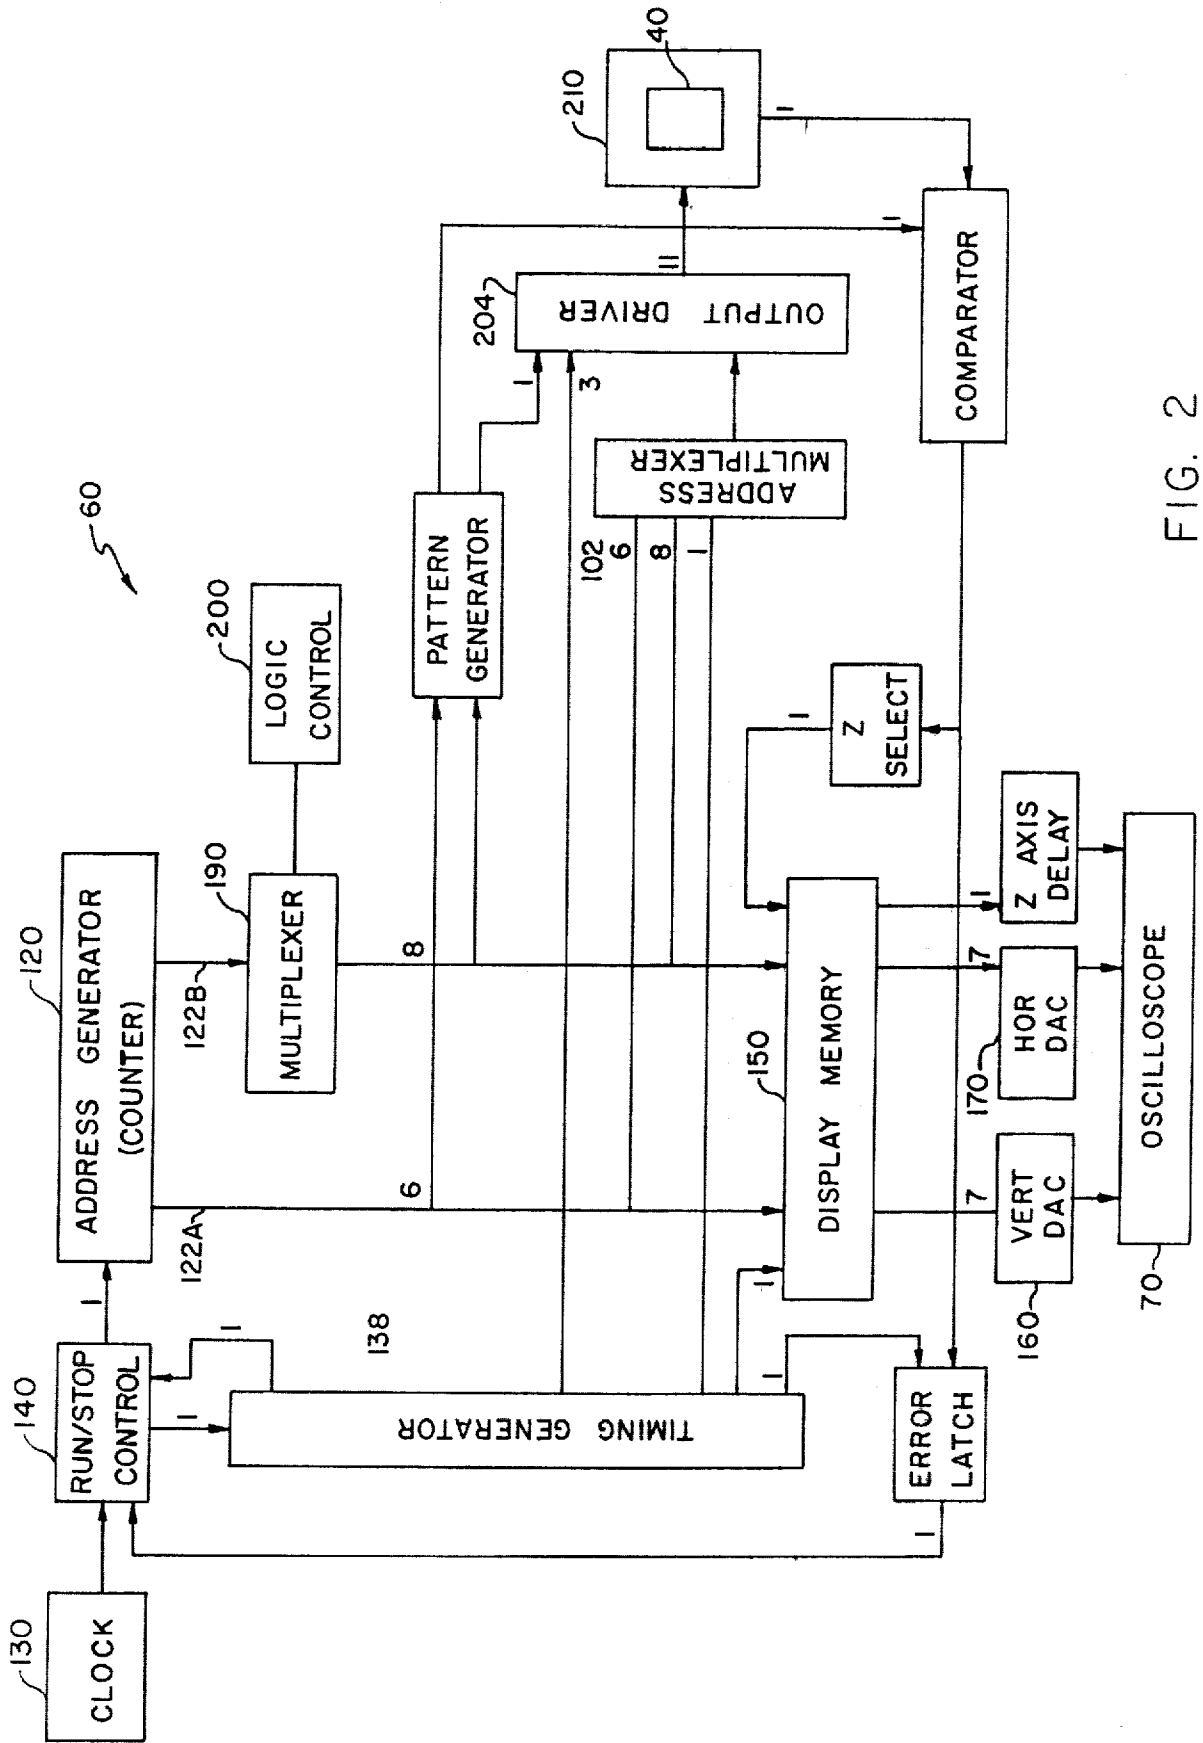 130
CLOCK
140
RUN/STOP
CONTROL
1
120
ADDRESS GENERATOR
(COUNTER)
60
1
1
122A
122B
190
MULTIPLEXER
200
LOGIC
CONTROL
138
TIMING GENERATOR
6
8
PATTERN
GENERATOR
1
3
204
OUTPUT
DRIVER
11
210
40
1
102
6
8
1
ADDRESS
MULTIPLEXER
1
1
150
DISPLAY MEMORY
1
Z
SELECT
1
COMPARATOR
1
ERROR
LATCH
7
7
1
160
VERT
DAC
170
HOR
DAC
Z AXIS
DELAY
70
OSCILLOSCOPE
FIG. 2